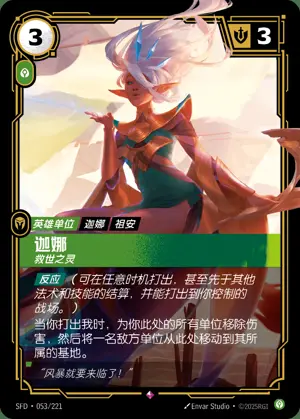 3
3
英雄单位 迦娜 祖安
迦娜
救世之灵
反应 （可在任意时机打出，甚至先于其他
法术和技能的结算，并能打出到你控制的
战场。）
当你打出我时，为你此处的所有单位移除伤
害，然后将一名敌方单位从此处移动到其所
属的基地。
“风暴就要来临了！”
SFD • 053/221
Envar Studio • ©2025RGI